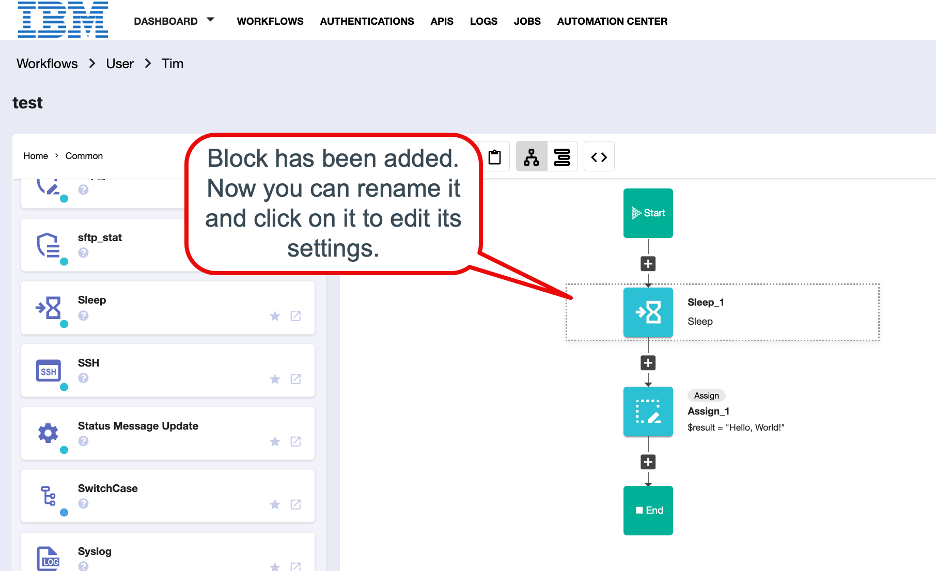 IBM
DASHBOARD WORKFLOWS AUTHENTICATIONS APIS LOGS JOBS AUTOMATION CENTER
Workflows > User > Tim
test
Home > Common
Block has been added.
Now you can rename it
and click on it to edit its
settings.
sftp_stat
Sleep
SSH
SSH
Status Message Update
SwitchCase
Syslog
LOG
Start
Sleep_1
Sleep
Assign
Assign_1
$result = "Hello, World!"
End